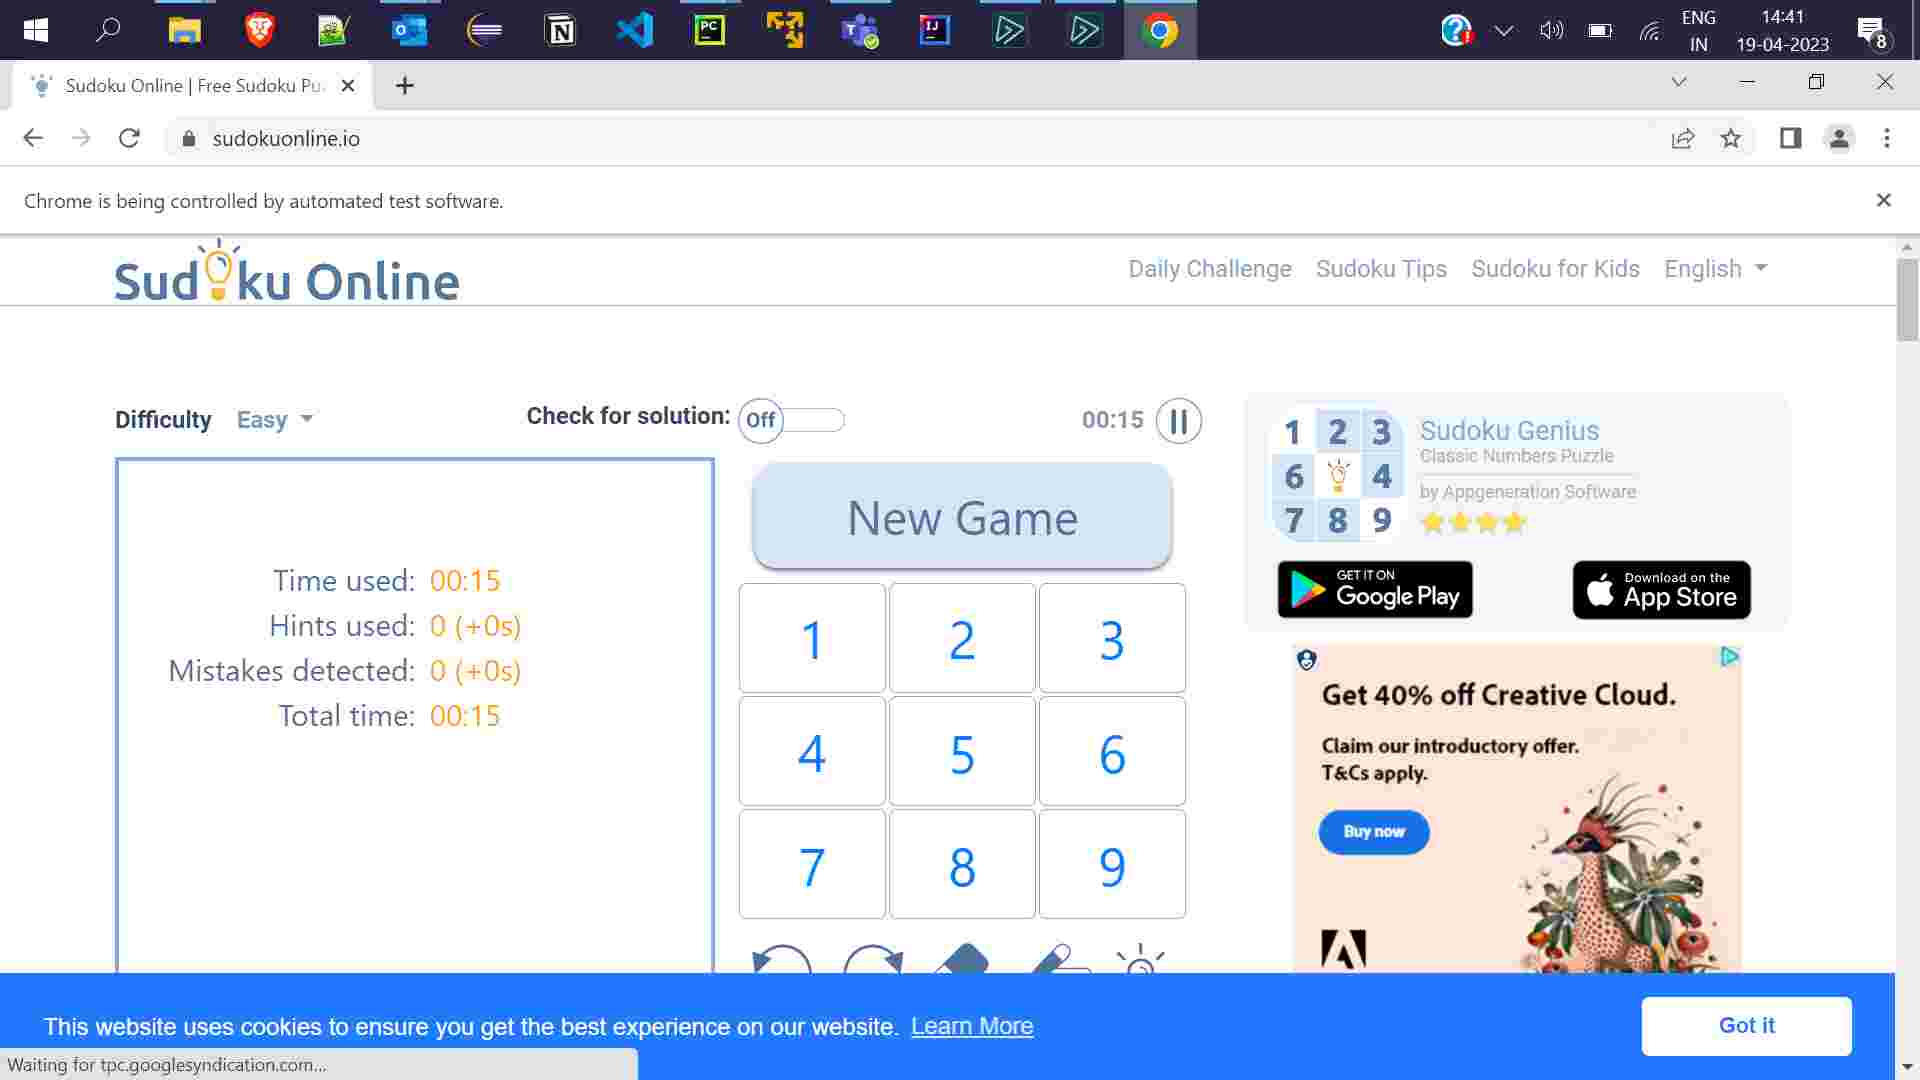 ENG
IN
14:41
19-04-2023
8
Sudoku Online | Free Sudoku Pu
sudokuonline.io
Chrome is being controlled by automated test software.
Sudoku Online
Daily Challenge Sudoku Tips Sudoku for Kids English
Difficulty Easy
Check for solution: Off
00:15
New Game
Time used: 00:15
Hints used: 0 (+0s)
Mistakes detected: 0 (+0s)
Total time: 00:15
1 2 3
4 5 6
7 8 9
1 2 3
6 4
7 8 9
Sudoku Genius
Classic Numbers Puzzle
by Appgeneration Software
GET IT ON
Google Play
Download on the
App Store
Get 40% off Creative Cloud.
Claim our introductory offer.
T&Cs apply.
Buy now
This website uses cookies to ensure you get the best experience on our website. Learn More
Got it
Waiting for tpc.googlesyndication.com...